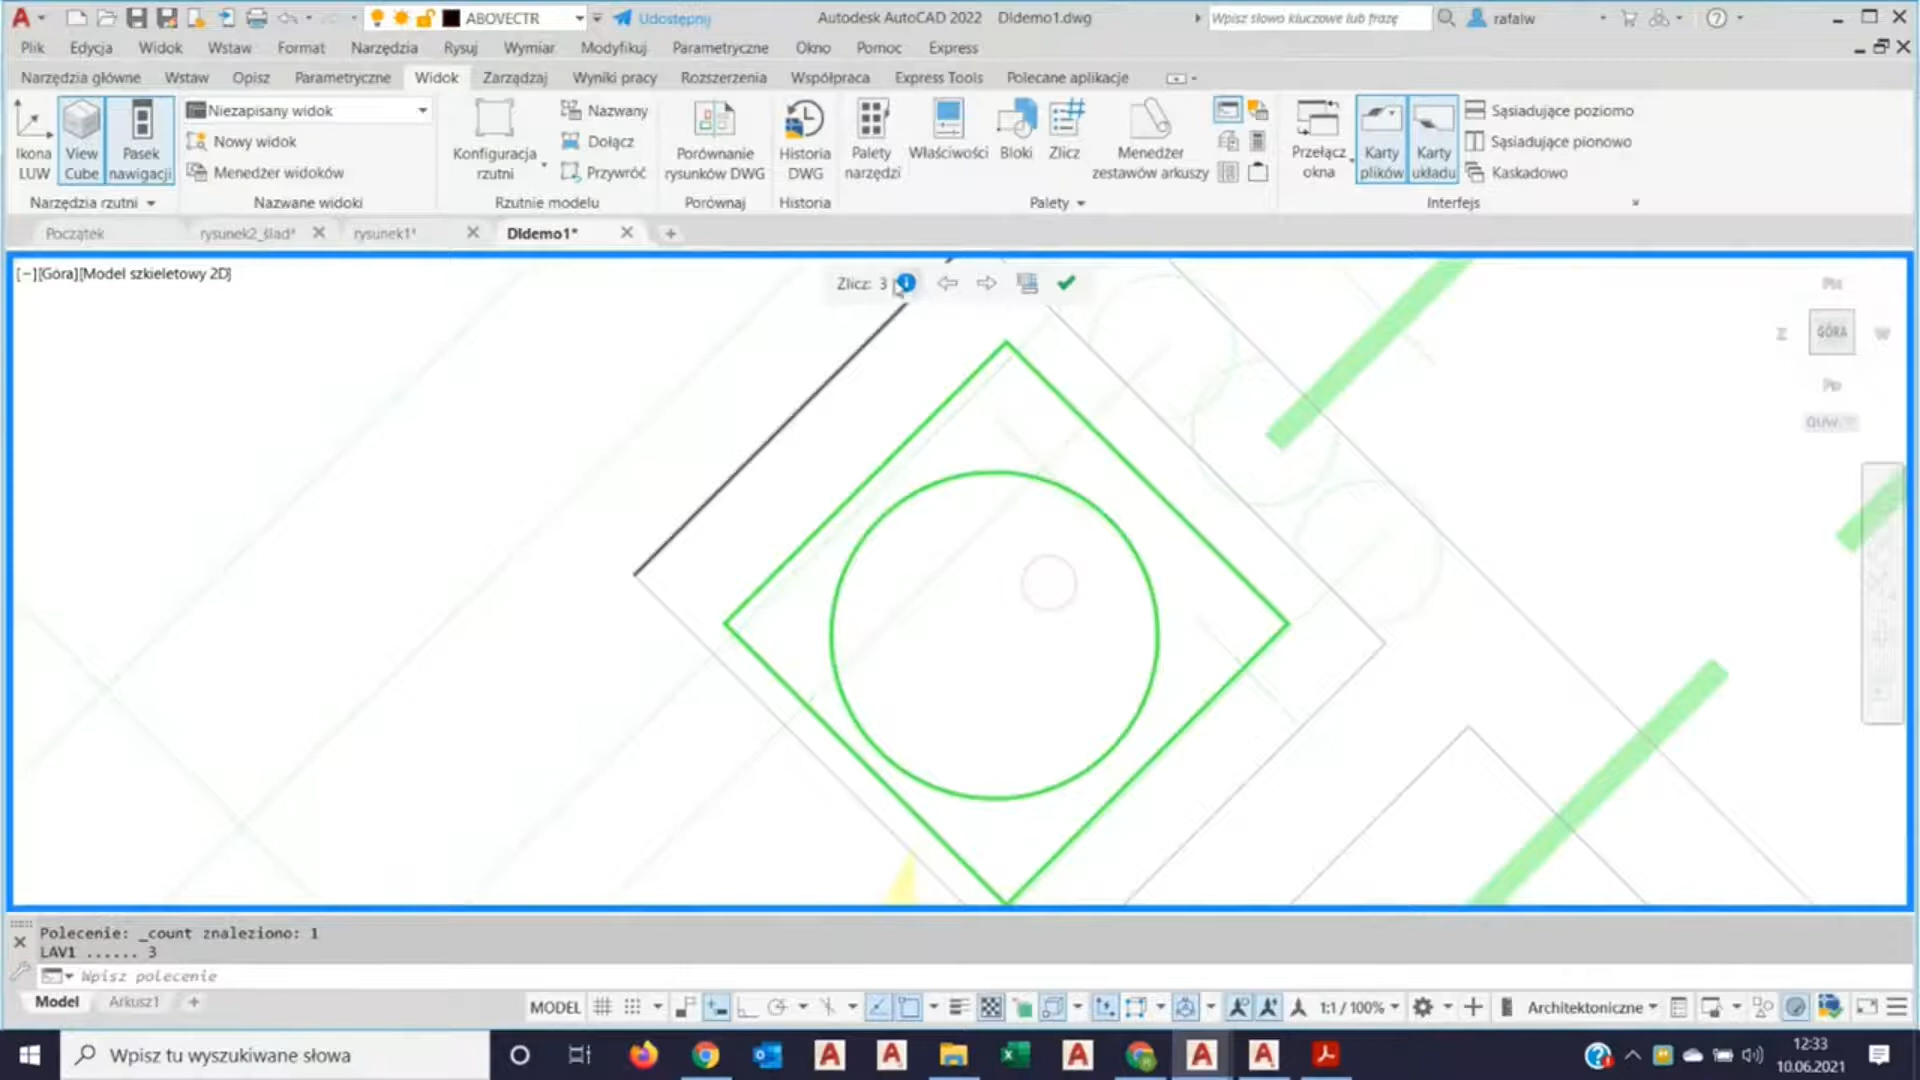 ABOVECTR
Udostępnij
Autodesk AutoCAD 2022 Dldemo1.dwg
Wpisz słowo kluczowe lub frazę
rafalw
Plik Edycja Widok Wstaw Format Narzędzia Rysuj Wymiar Modyfikuj Parametryczne Okno Pomoc Express
Narzędzia główne Wstaw Opisz Parametryczne Widok Zarządzaj Wyniki pracy Rozszerzenia Współpraca Express Tools Polecane aplikacje
Ikona LUW
View Cube
Pasek nawigacji
Narzędzia rzutni
Niezapisany widok
Nowy widok
Menedżer widoków
Nazwane widoki
Konfiguracja rzutni
Nazwany
Dołącz
Przywróć
Rzutnie modelu
Porównanie rysunków DWG
Porównaj
Historia DWG
Historia
Palety narzędzi
Właściwości
Bloki
Zlicz
Menedżer zestawów arkuszy
Palety
Przełącz okna
Karty plików
Karty układu
Sąsiadujące poziomo
Sąsiadujące pionowo
Kaskadowo
Interfejs
Początek rysunek2_ślad* rysunek1* Dldemo1*
[−][Góra][Model szkieletowy 2D]
Zlicz: 3
Płn
Z GÓRA W
Płd
GLUW
Polecenie: _count znaleziono: 1
LAV1 ...... 3
Wpisz polecenie
Model Arkusz1 +
MODEL
1:1 / 100%
Architektoniczne
Wpisz tu wyszukiwane słowa
12:33
10.06.2021